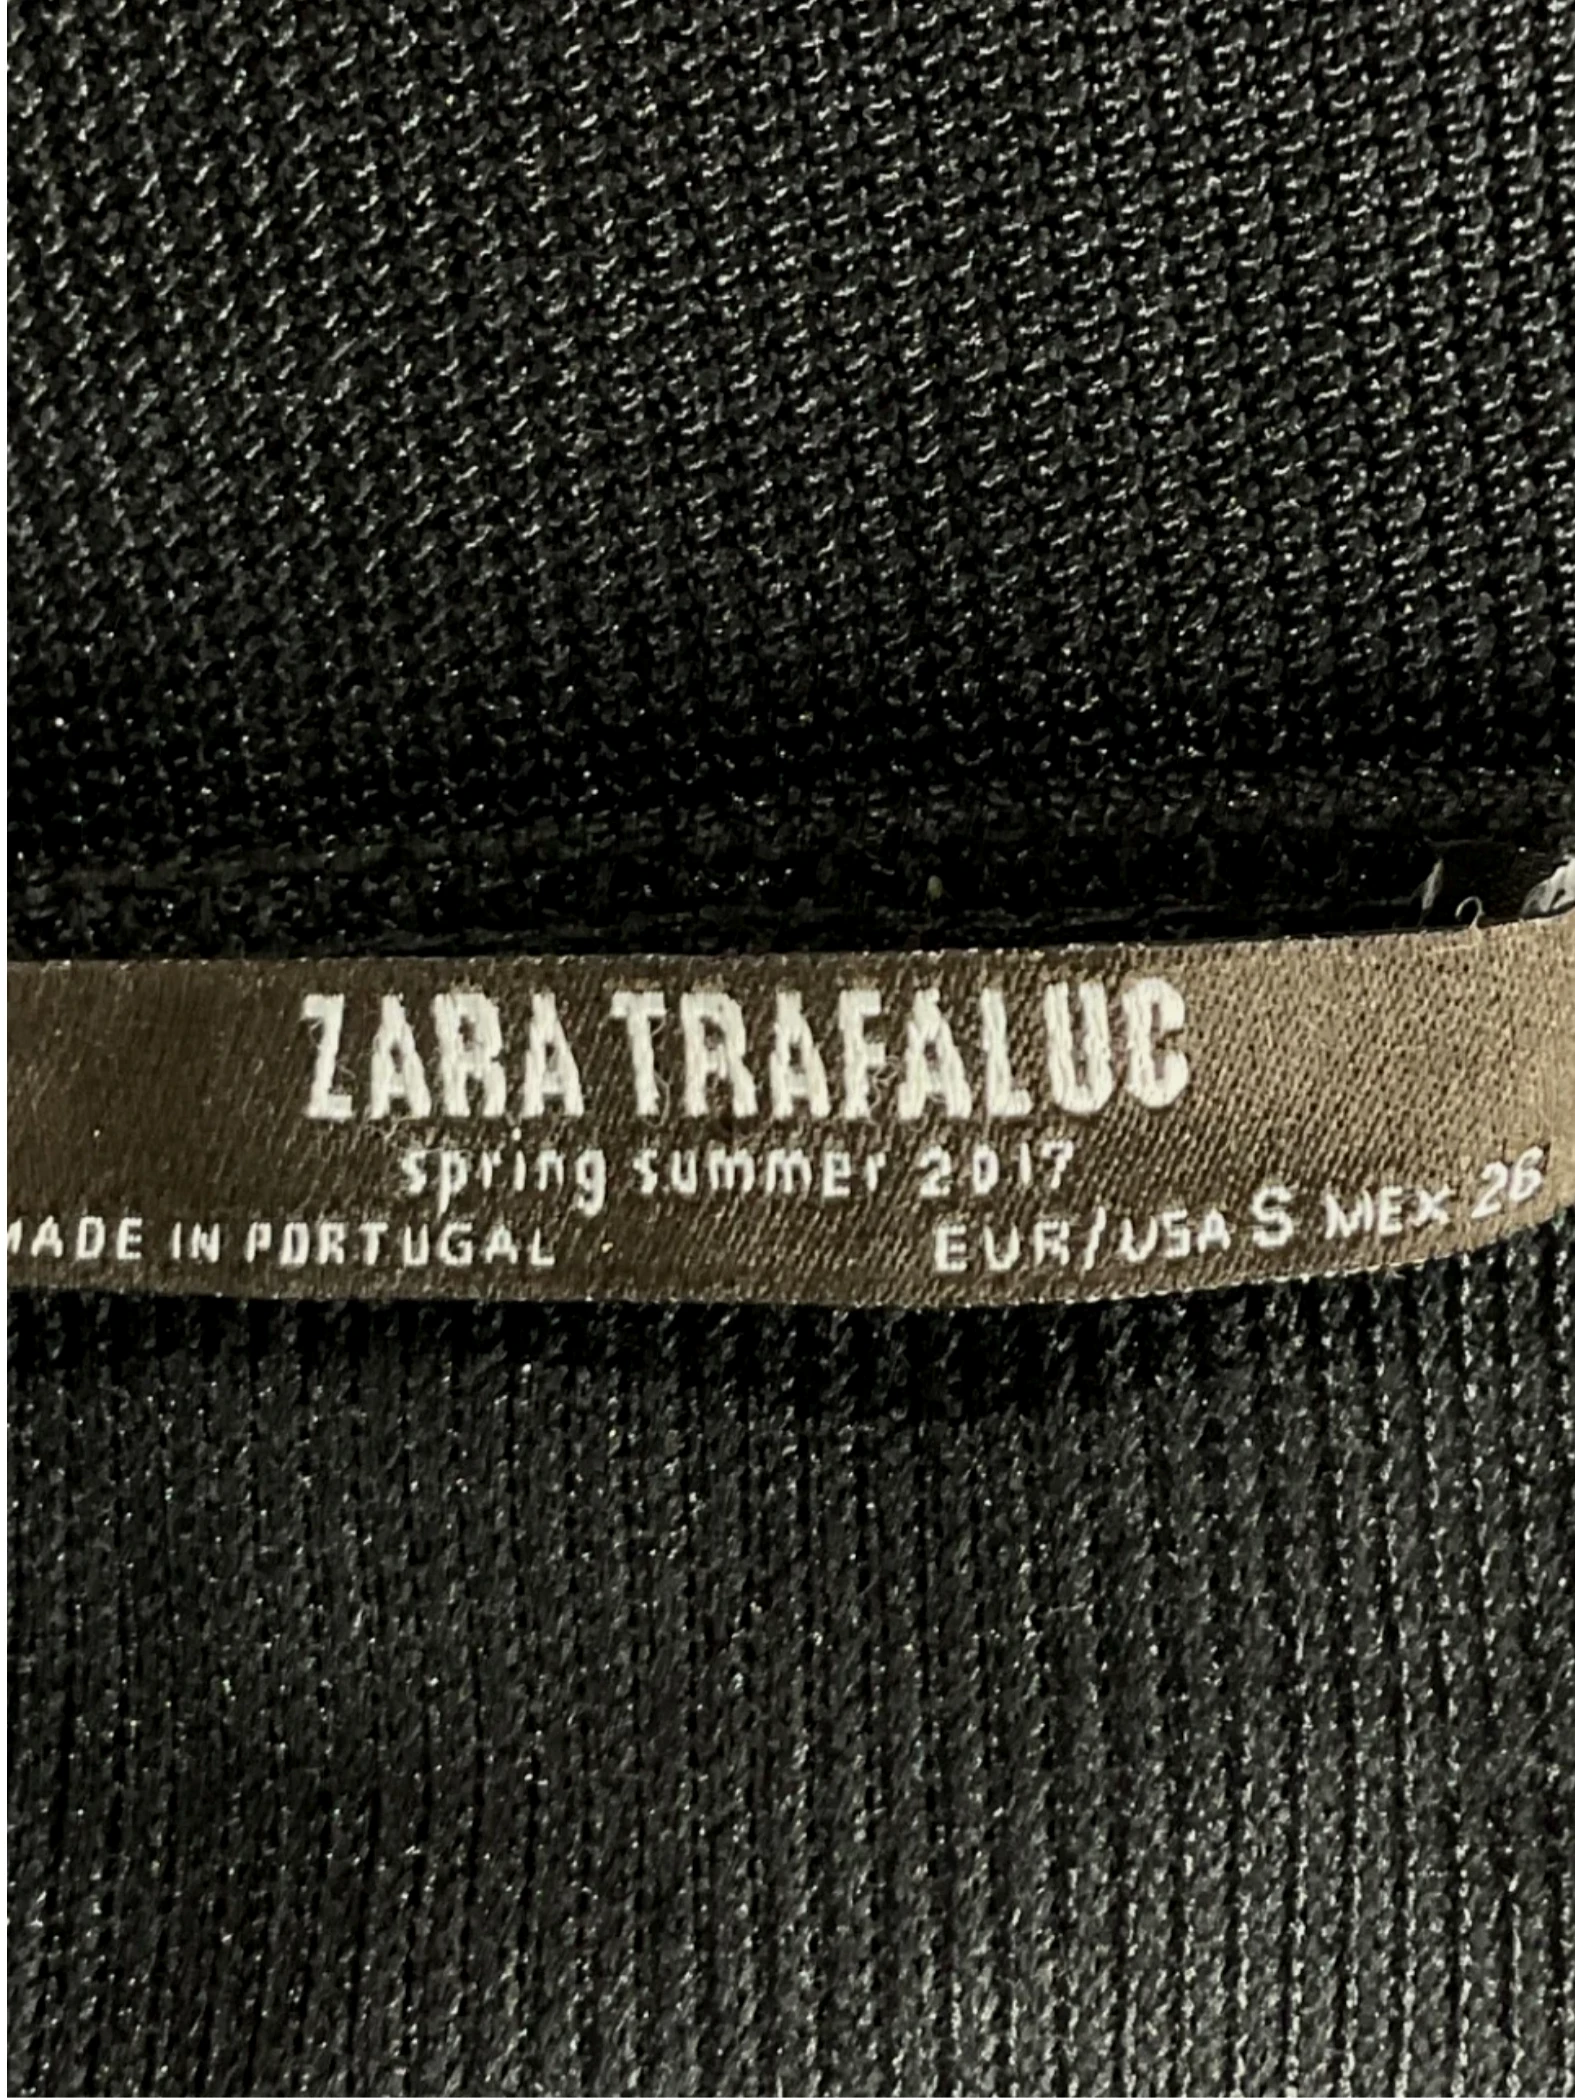 ZARA TRAFALUC
spring summer 2017
MADE IN PORTUGAL EUR/USA S MEX 26